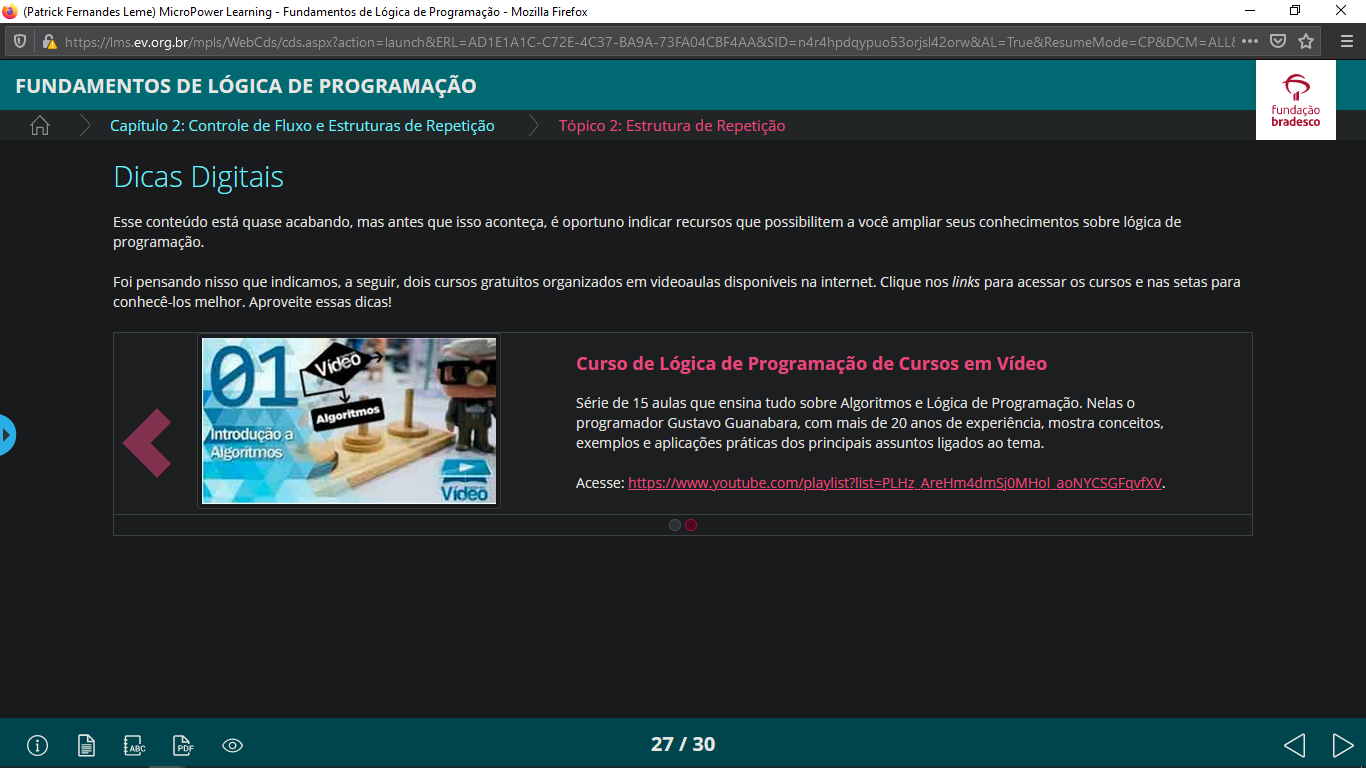 (Patrick Fernandes Leme) MicroPower Learning - Fundamentos de Lógica de Programação - Mozilla Firefox
https://lms.ev.org.br/mpls/WebCds/cds.aspx?action=launch&ERL=AD1E1A1C-C72E-4C37-BA9A-73FA04CBF4AA&SID=n4r4hpdqypuo53orjsl42orw&AL=True&ResumeMode=CP&DCM=ALL&
FUNDAMENTOS DE LÓGICA DE PROGRAMAÇÃO
fundação
bradesco
Capítulo 2: Controle de Fluxo e Estruturas de Repetição
Tópico 2: Estrutura de Repetição
Dicas Digitais
Esse conteúdo está quase acabando, mas antes que isso aconteça, é oportuno indicar recursos que possibilitem a você ampliar seus conhecimentos sobre lógica de
programação.
Foi pensando nisso que indicamos, a seguir, dois cursos gratuitos organizados em videoaulas disponíveis na internet. Clique nos links para acessar os cursos e nas setas para
conhecê-los melhor. Aproveite essas dicas!
01
Vídeo
Algoritmos
Introdução a
Algoritmos
Vídeo
Curso de Lógica de Programação de Cursos em Vídeo
Série de 15 aulas que ensina tudo sobre Algoritmos e Lógica de Programação. Nelas o
programador Gustavo Guanabara, com mais de 20 anos de experiência, mostra conceitos,
exemplos e aplicações práticas dos principais assuntos ligados ao tema.
Acesse: https://www.youtube.com/playlist?list=PLHz_AreHm4dmSj0MHol_aoNYCSGFqvfXV.
ABC
PDF
27 / 30